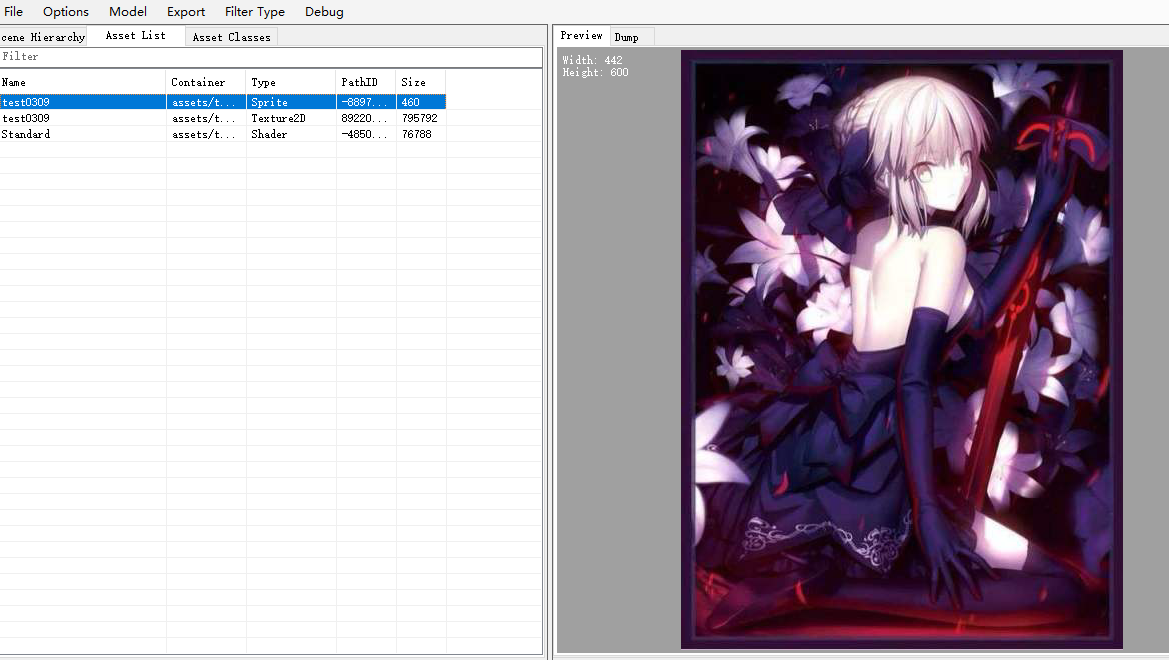 File Options Model Export Filter Type Debug
cene Hierarchy Asset List Asset Classes
Filter
Name Container Type PathID Size
test0309 assets/t... Sprite -8897... 460
test0309 assets/t... Texture2D 89220... 795792
Standard assets/t... Shader -4850... 76788
Preview Dump
Width: 442
Height: 600